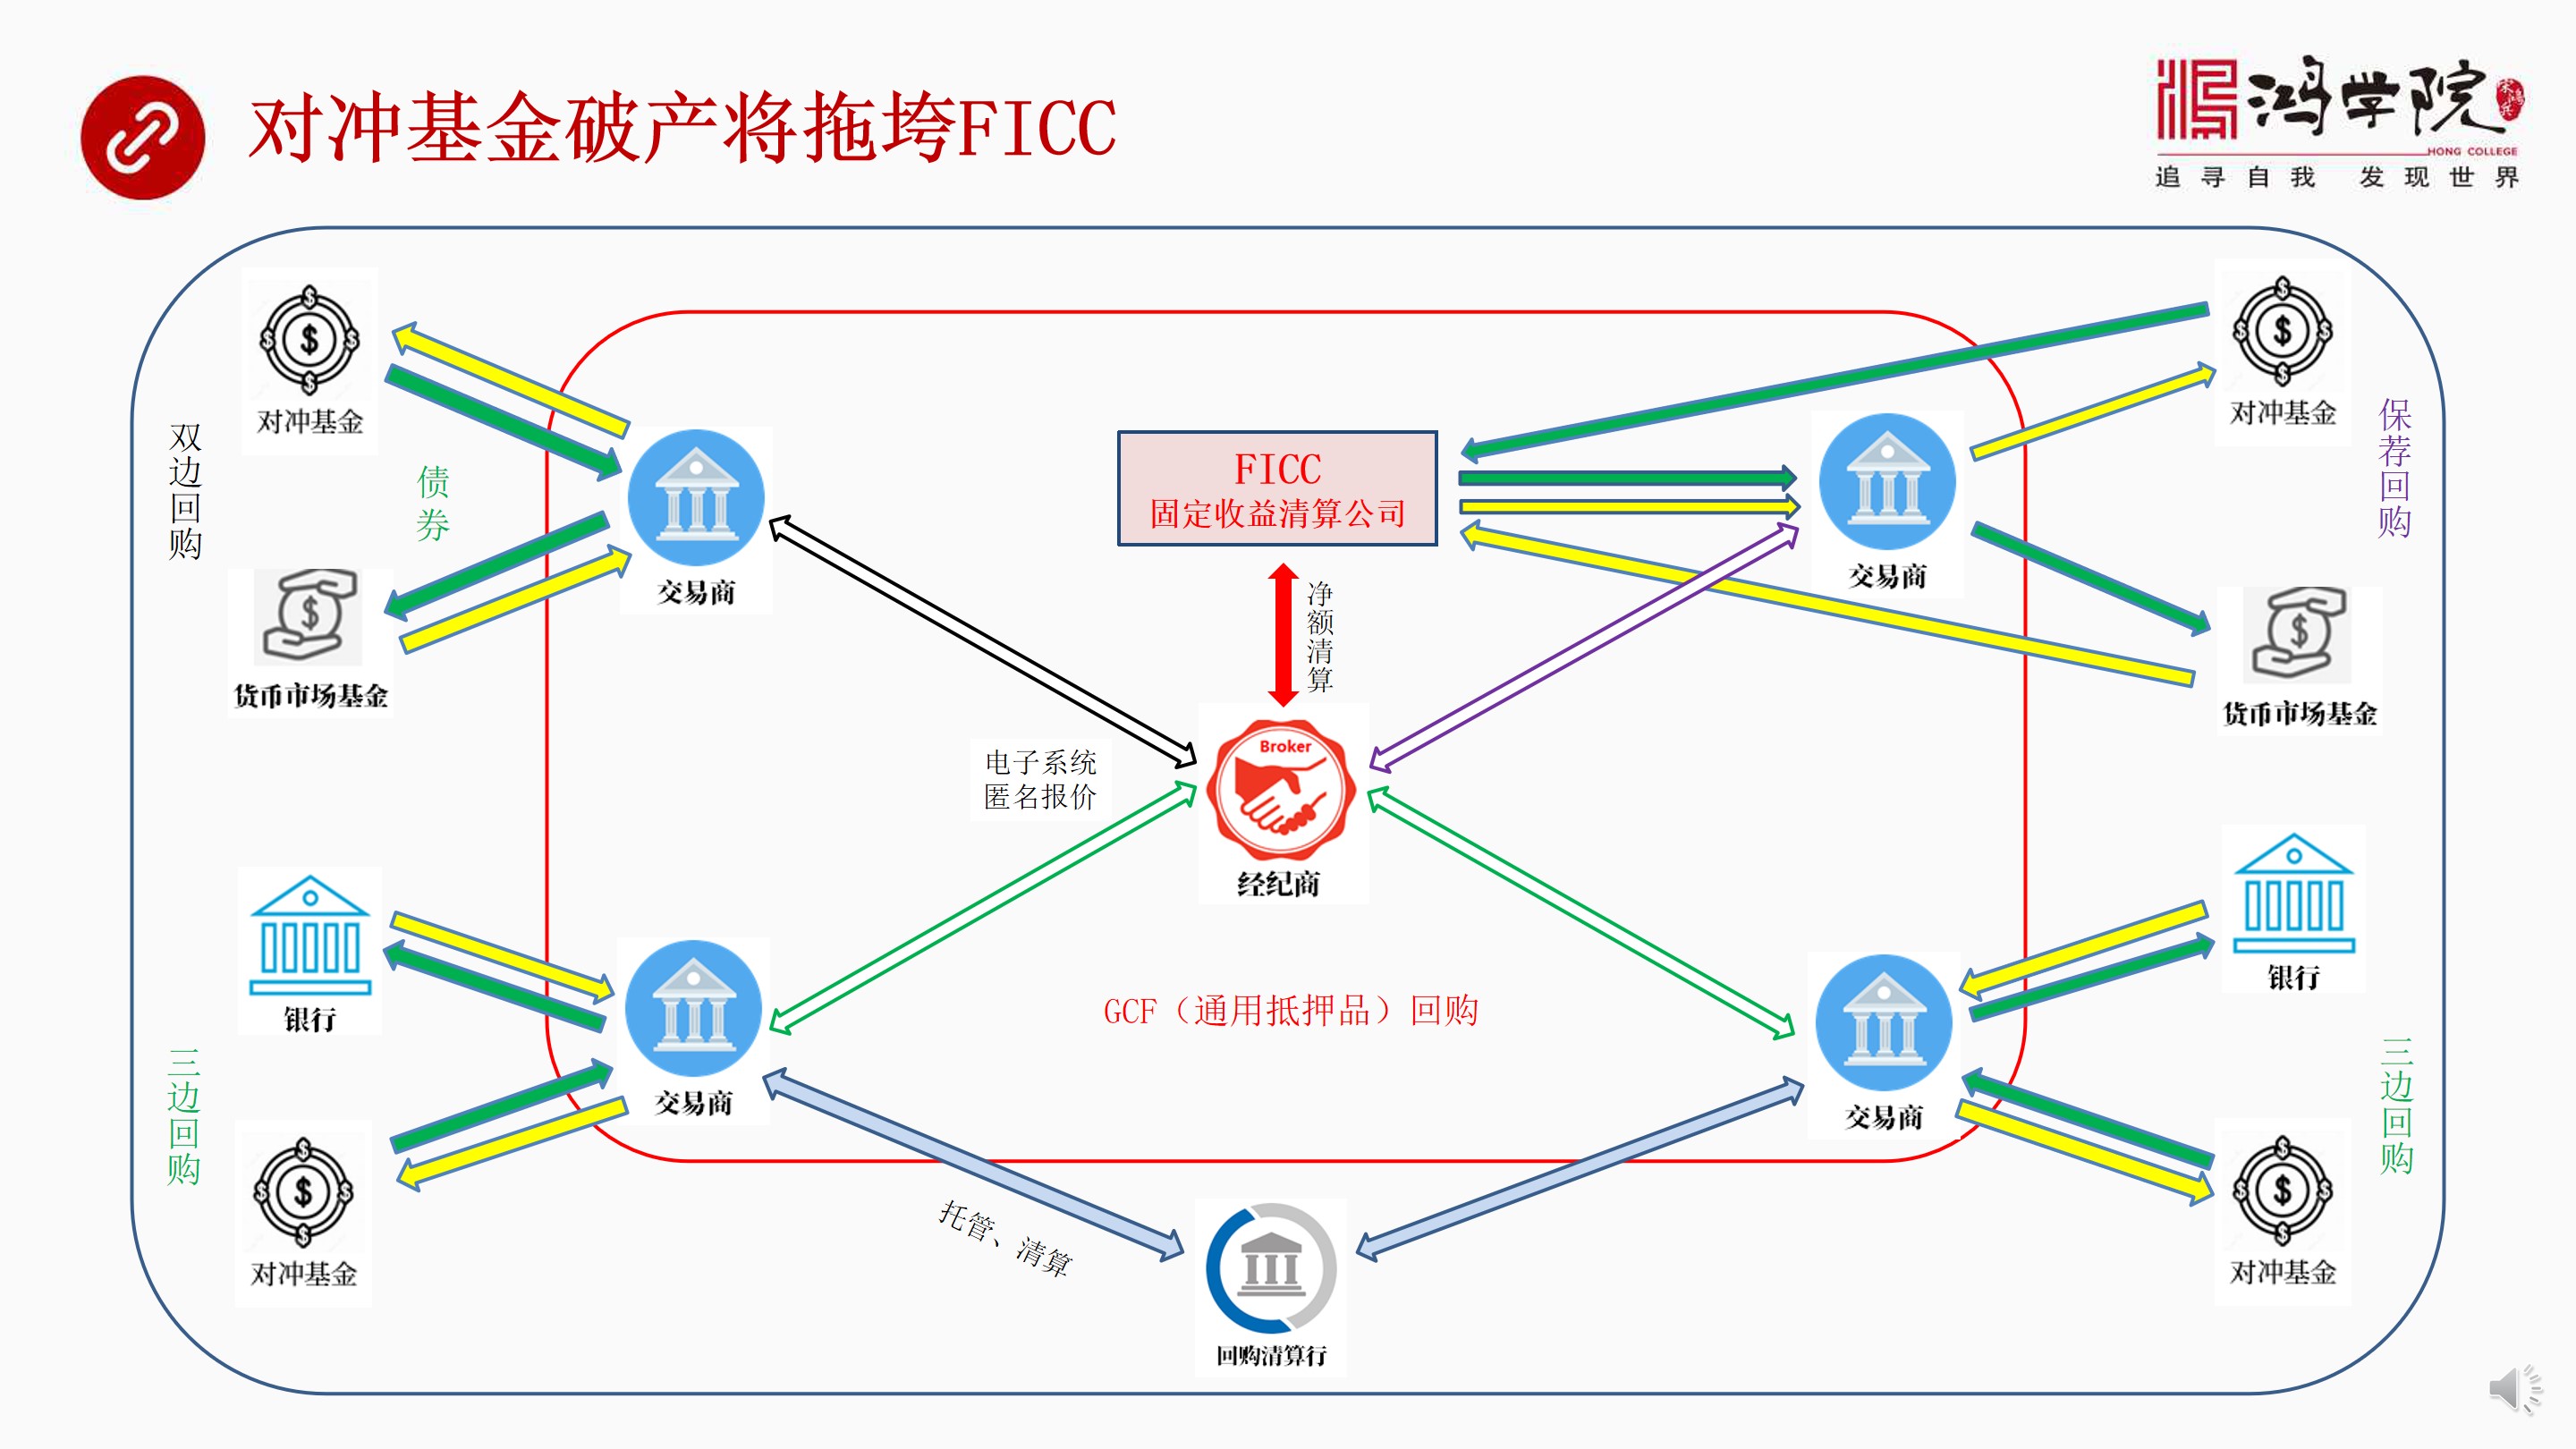 对冲基金破产将拖垮FICC
鸿学院
HONG COLLEGE
追寻自我 发现世界
对冲基金
双边回购
债券
交易商
货币市场基金
FICC
固定收益清算公司
净额清算
交易商
对冲基金
保荐回购
货币市场基金
电子系统
匿名报价
Broker
经纪商
银行
三边回购
对冲基金
交易商
GCF（通用抵押品）回购
交易商
银行
三边回购
对冲基金
托管、清算
回购清算行